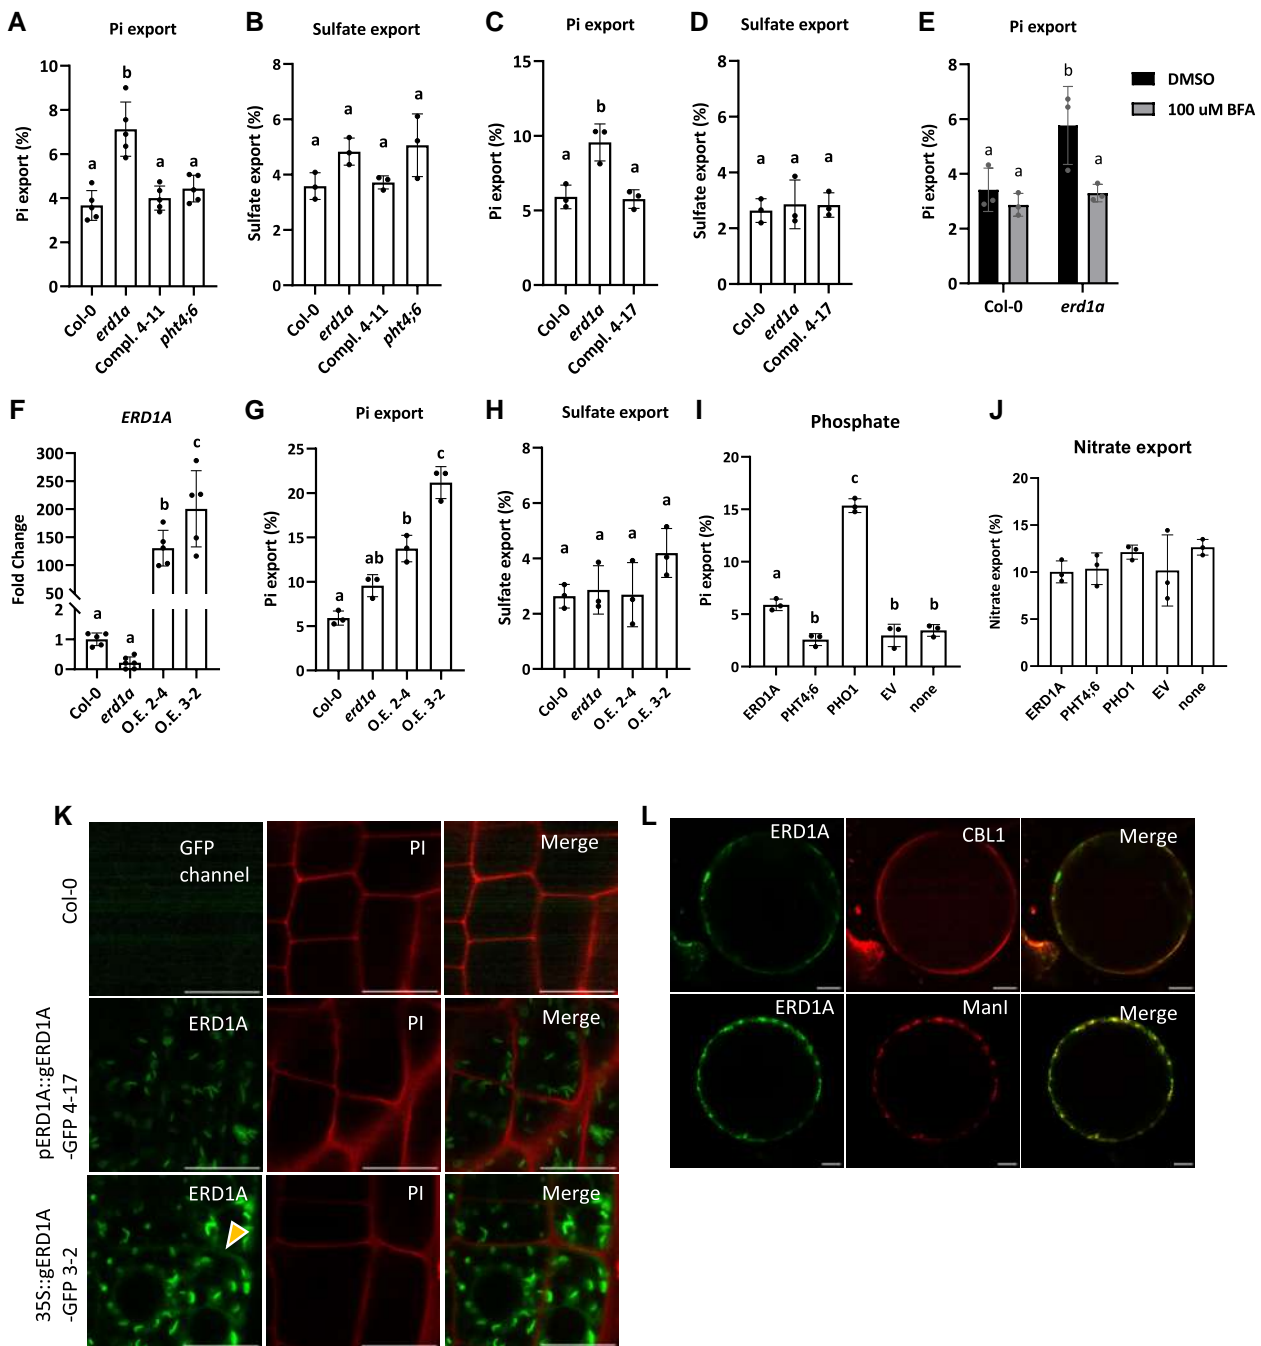 A
Pi export
Pi export (%)
10
8
6
4
2
0
a
b
a
a
Col-0
erd1a
Compl. 4-11
pht4;6
B
Sulfate export
Sulfate export (%)
8
6
4
2
0
a
a
a
a
Col-0
erd1a
Compl. 4-11
pht4;6
C
Pi export
Pi export (%)
15
10
5
0
a
b
a
Col-0
erd1a
Compl. 4-17
D
Sulfate export
Sulfate export (%)
8
6
4
2
0
a
a
a
Col-0
erd1a
Compl. 4-17
E
Pi export
Pi export (%)
8
6
4
2
0
a
a
b
a
Col-0
erd1a
DMSO
100 uM BFA
F
ERD1A
Fold Change
300
250
200
150
100
50
2
1
0
a
a
b
c
Col-0
erd1a
O.E. 2-4
O.E. 3-2
G
Pi export
Pi export (%)
25
20
15
10
5
0
a
ab
b
c
Col-0
erd1a
O.E. 2-4
O.E. 3-2
H
Sulfate export
Sulfate export (%)
8
6
4
2
0
a
a
a
a
Col-0
erd1a
O.E. 2-4
O.E. 3-2
I
Phosphate
Pi export (%)
20
15
10
5
0
a
b
c
b
b
ERD1A
PHT4;6
PHO1
EV
none
J
Nitrate export
Nitrate export (%)
20
15
10
5
0
ERD1A
PHT4;6
PHO1
EV
none
K
Col-0
GFP
channel
PI
Merge
pERD1A::gERD1A
-GFP 4-17
ERD1A
PI
Merge
35S::gERD1A
-GFP 3-2
ERD1A
PI
Merge
L
ERD1A
CBL1
Merge
ERD1A
ManI
Merge